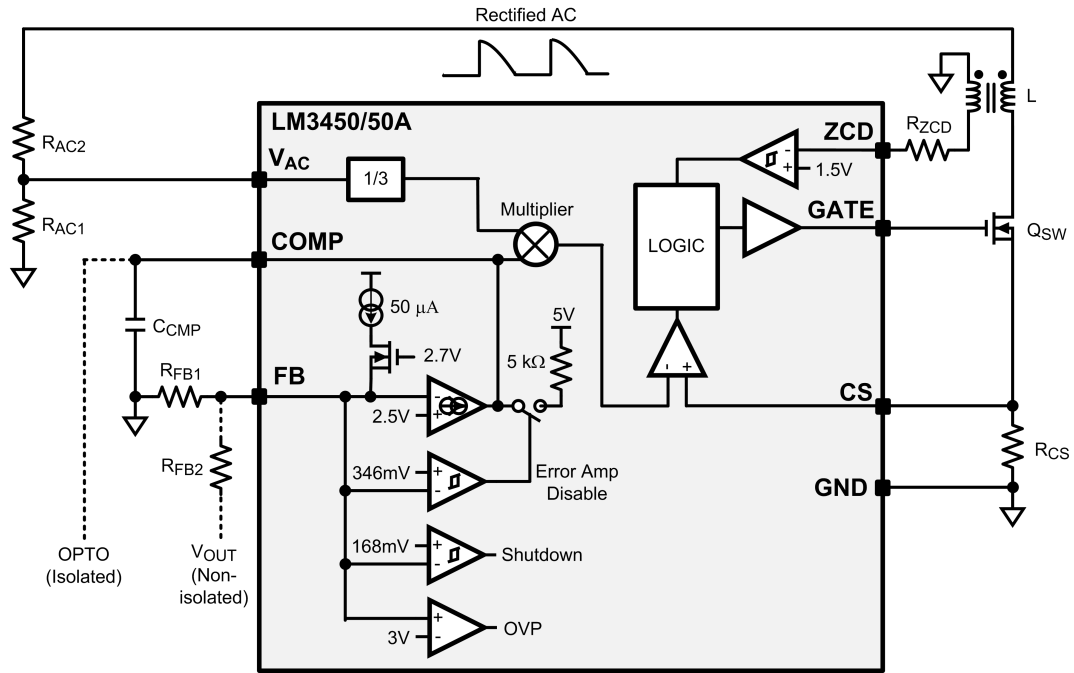 Rectified AC
LM3450/50A
ZCD
RZCD
L
RAC2
VAC
1/3
- + 1.5V
Multiplier
GATE
RAC1
COMP
LOGIC
QSW
50 μA
5V
CCMP
2.7V
5 kΩ
- +
RFB1
FB
CS
2.5V
- +
RFB2
346mV
+ -
Error Amp
Disable
RCS
GND
OPTO
(Isolated)
VOUT
(Non-
isolated)
168mV
+ -
Shutdown
3V
+ -
OVP